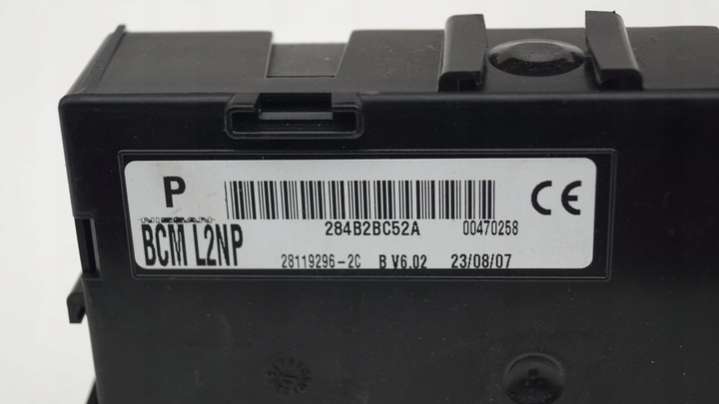 P
284B2BC52A 00470258
BCM L2NP
28119296-2C B V6.02 23/08/07
CE